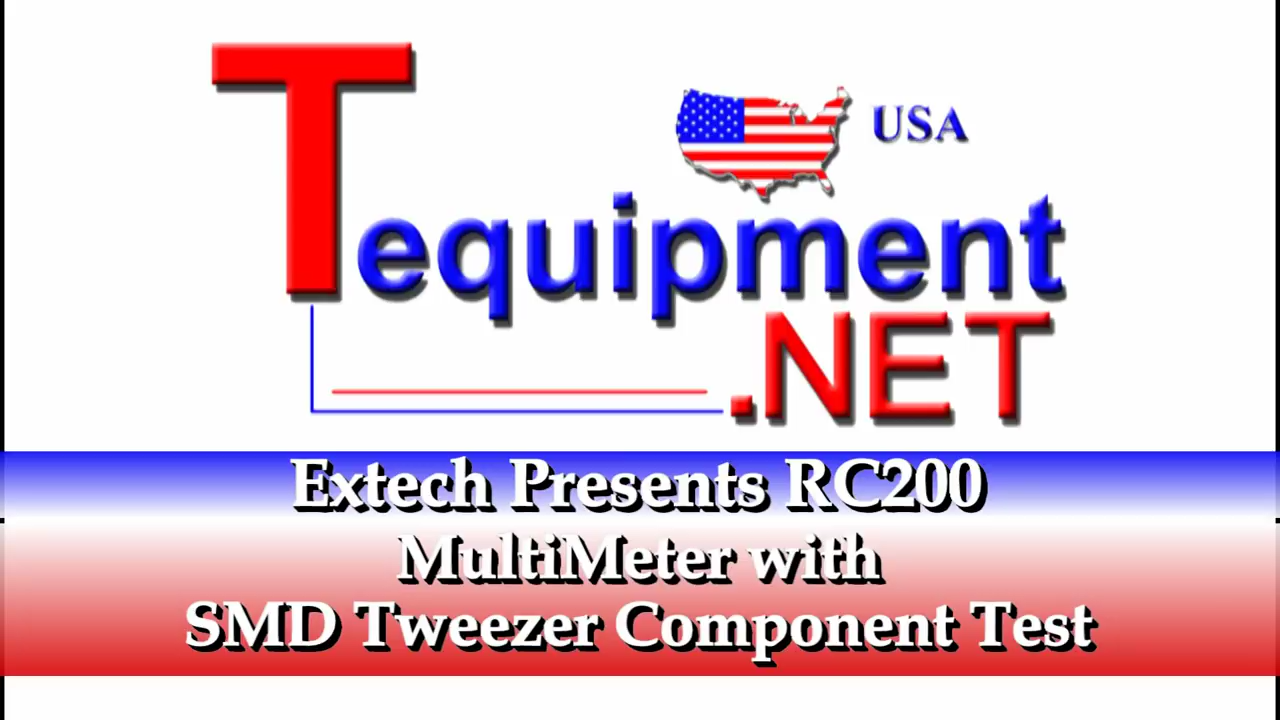 USA
Tequipment
.NET
Extech Presents RC200
MultiMeter with
SMD Tweezer Component Test